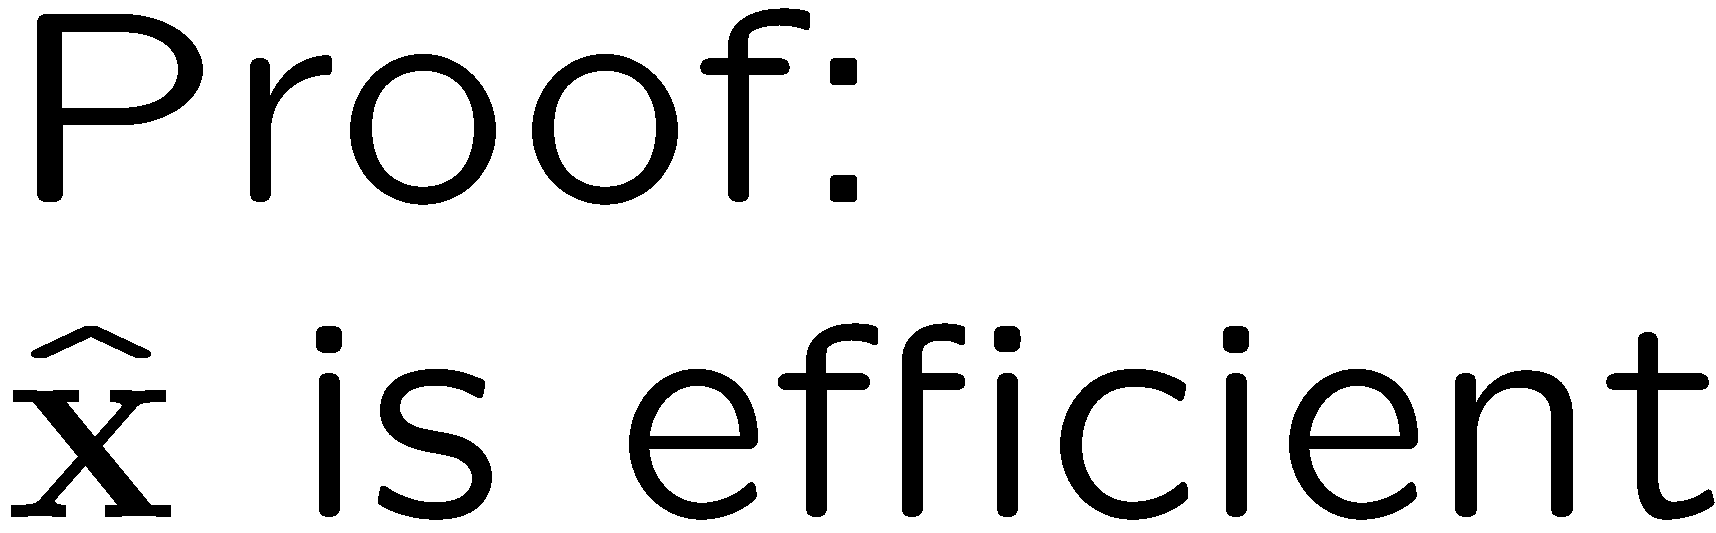 Proof:
x̂ is efficient